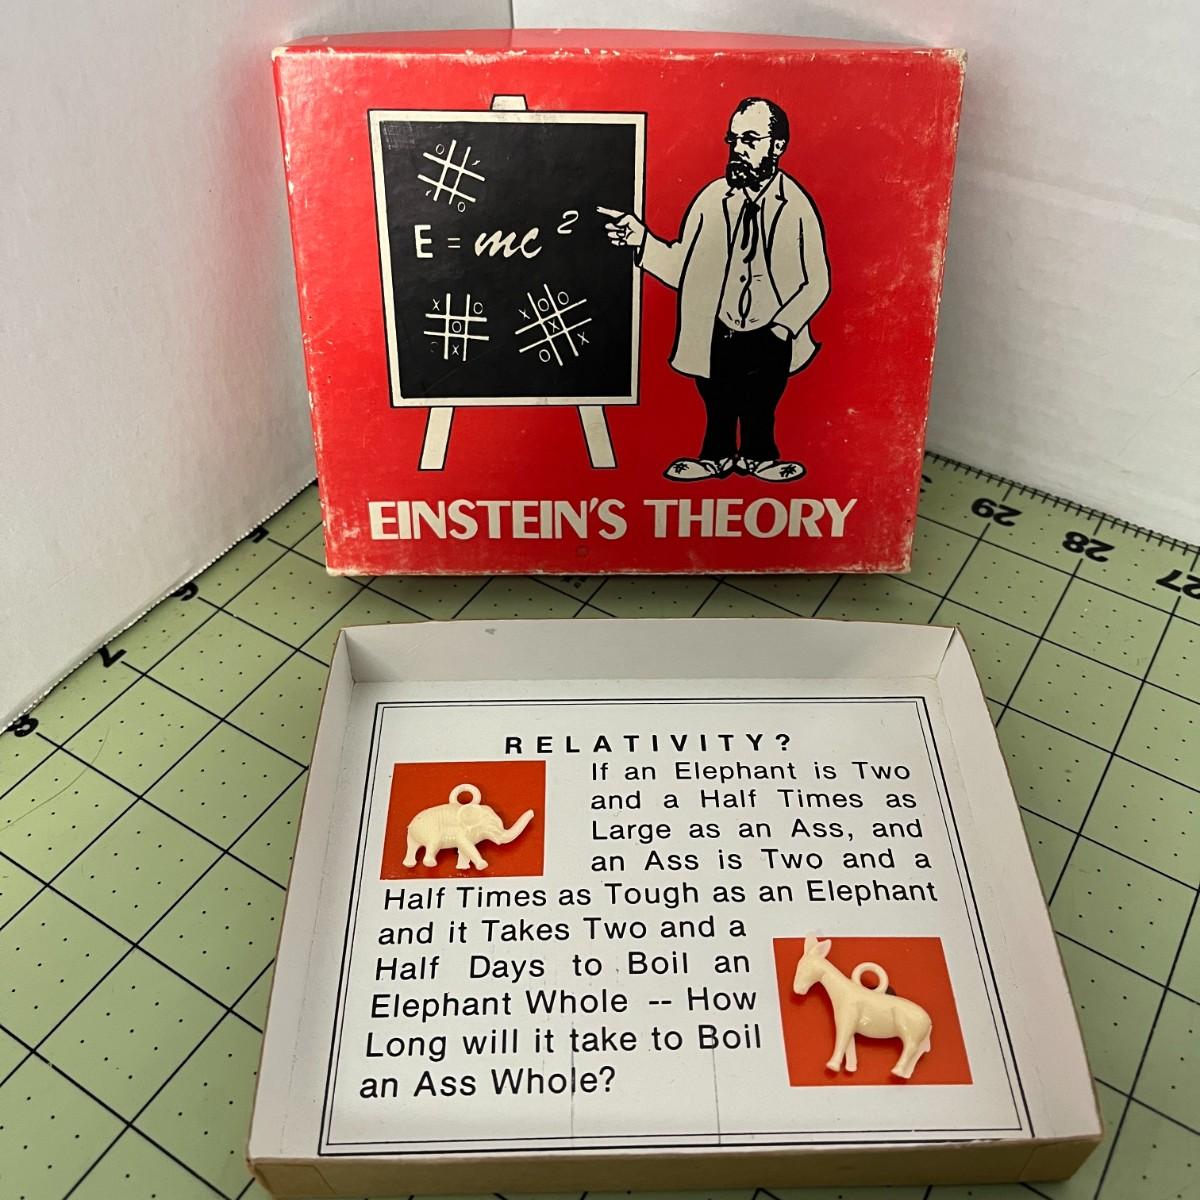 E = mc 2
EINSTEIN'S THEORY
29
28
27
7
8
RELATIVITY?
If an Elephant is Two
and a Half Times as
Large as an Ass, and
an Ass is Two and a
Half Times as Tough as an Elephant
and it Takes Two and a
Half Days to Boil an
Elephant Whole -- How
Long will it take to Boil
an Ass Whole?